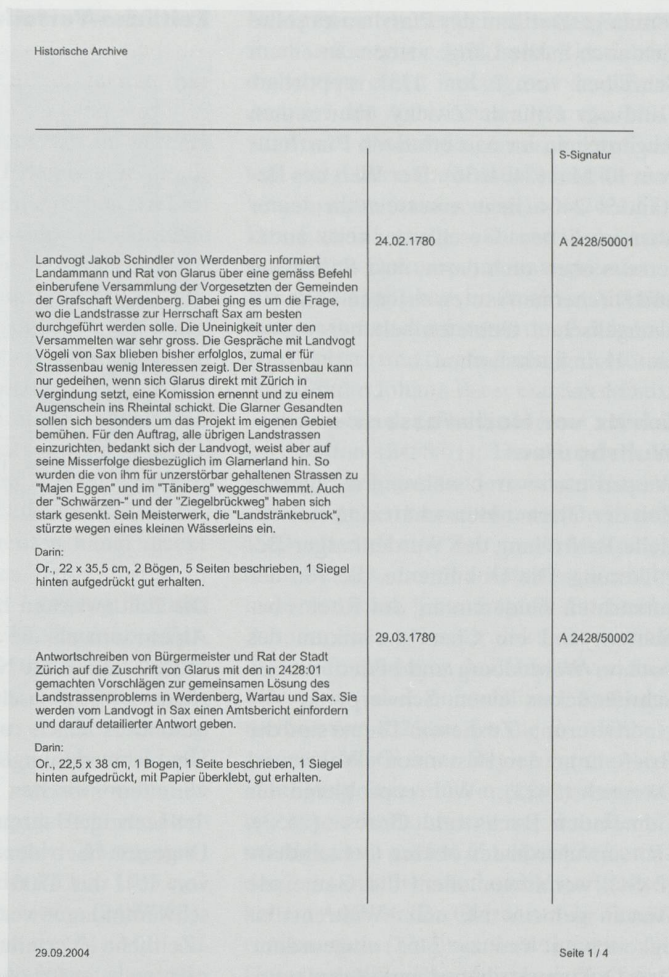 Historische Archive
S-Signatur
24.02.1780
A 2428/50001
Landvogt Jakob Schindler von Werdenberg informiert
Landammann und Rat von Glarus über eine gemäss Befehl
einberufene Versammlung der Vorgesetzten der Gemeinden
der Grafschaft Werdenberg. Dabei ging es um die Frage,
wo die Landstrasse zur Herrschaft Sax am besten
durchgeführt werden solle. Die Uneinigkeit unter den
Versammelten war sehr gross. Die Gespräche mit Landvogt
Vögeli von Sax blieben bisher erfolglos, zumal er für
Strassenbau wenig Interessen zeigt. Der Strassenbau kann
nur gedeihen, wenn sich Glarus direkt mit Zürich in
Vergindung setzt, eine Komission ernennt und zu einem
Augenschein ins Rheintal schickt. Die Glarner Gesandten
sollen sich besonders um das Projekt im eigenen Gebiet
bemühen. Für den Auftrag, alle übrigen Landstrassen
einzurichten, bedankt sich der Landvogt, weist aber auf
seine Misserfolge diesbezüglich im Glamerland hin. So
wurden die von ihm für unzerstörbar gehaltenen Strassen zu
"Majen Eggen" und im "Täniberg" weggeschwemmt. Auch
der "Schwärzen-" und der "Ziegelbrückweg" haben sich
stark gesenkt. Sein Meisterwerk, die "Landstränkebruck",
stürzte wegen eines kleinen Wässerleins ein.
Darin:
Or., 22 x 35,5 cm, 2 Bögen, 5 Seiten beschrieben, 1 Siegel
hinten aufgedrückt gut erhalten.
29.03.1780
A 2428/50002
Antwortschreiben von Bürgermeister und Rat der Stadt
Zürich auf die Zuschrift von Glarus mit den in 2428:01
gemachten Vorschlägen zur gemeinsamen Lösung des
Landstrassenproblems in Werdenberg, Wartau und Sax. Sie
werden vom Landvogt in Sax einen Amtsbericht einfordern
und darauf detailierter Antwort geben.
Darin:
Or., 22,5 x 38 cm, 1 Bogen, 1 Seite beschrieben, 1 Siegel
hinten aufgedrückt, mit Papier überklebt, gut erhalten.
29.09.2004
Seite 1 / 4